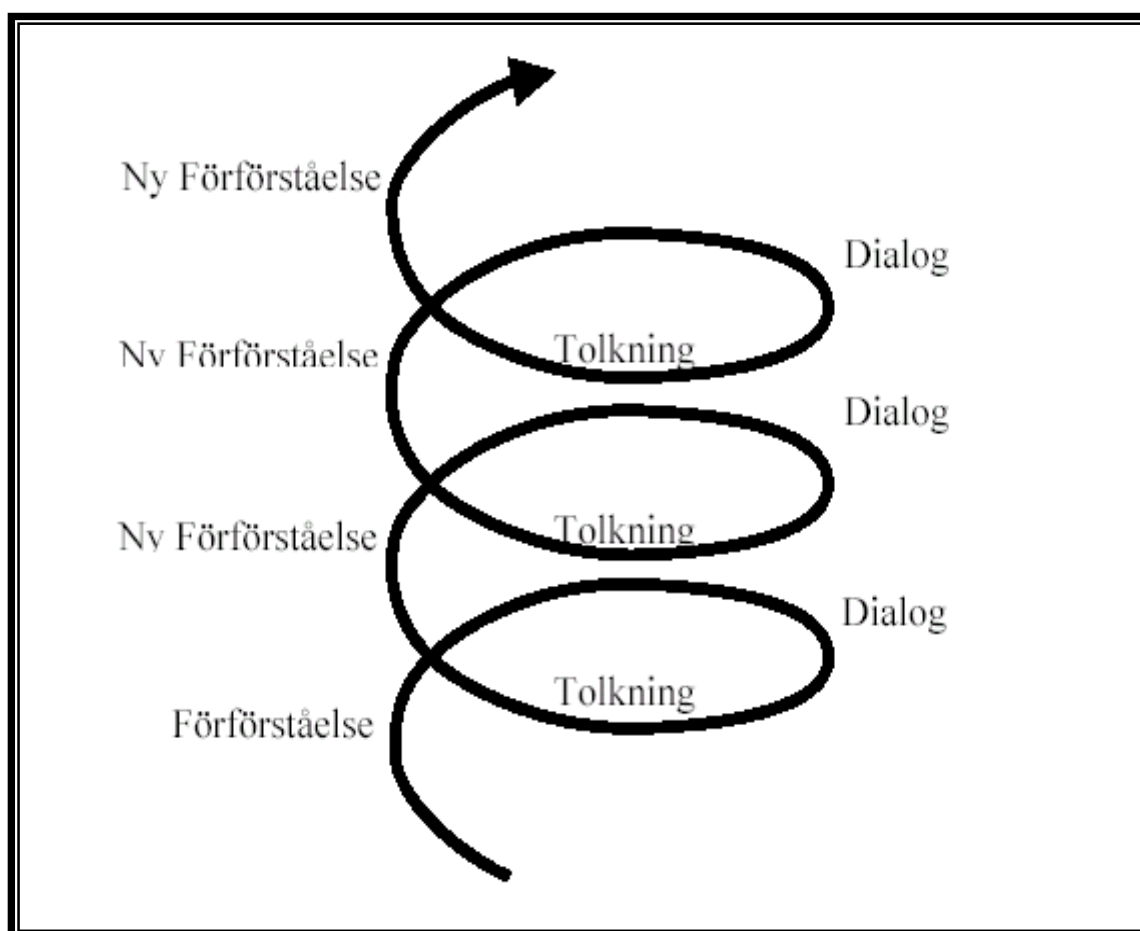 Ny Förförståelse
Dialog
Tolkning
Ny Förförståelse
Dialog
Tolkning
Ny Förförståelse
Dialog
Tolkning
Förförståelse